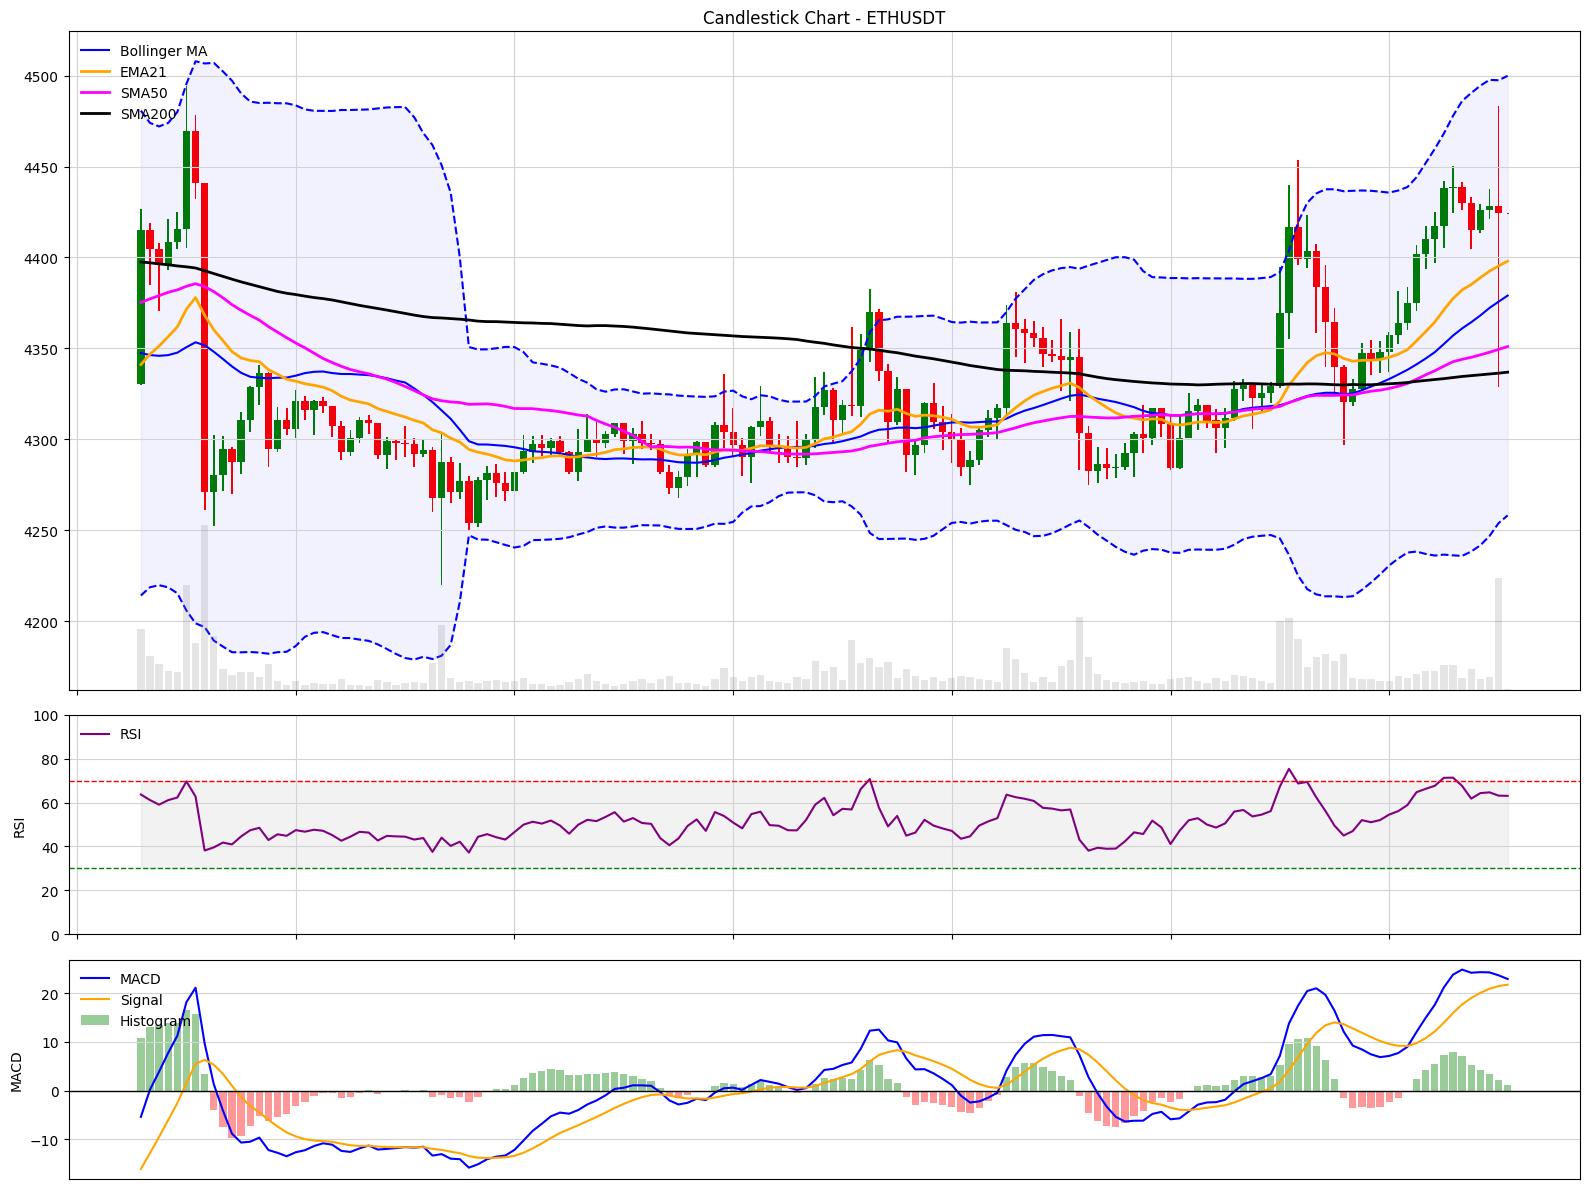 Candlestick Chart - ETHUSDT
Bollinger MA
EMA21
SMA50
SMA200
4500
4450
4400
4350
4300
4250
4200
RSI
100
80
60
40
20
0
RSI
MACD
Signal
Histogram
20
10
0
−10
MACD